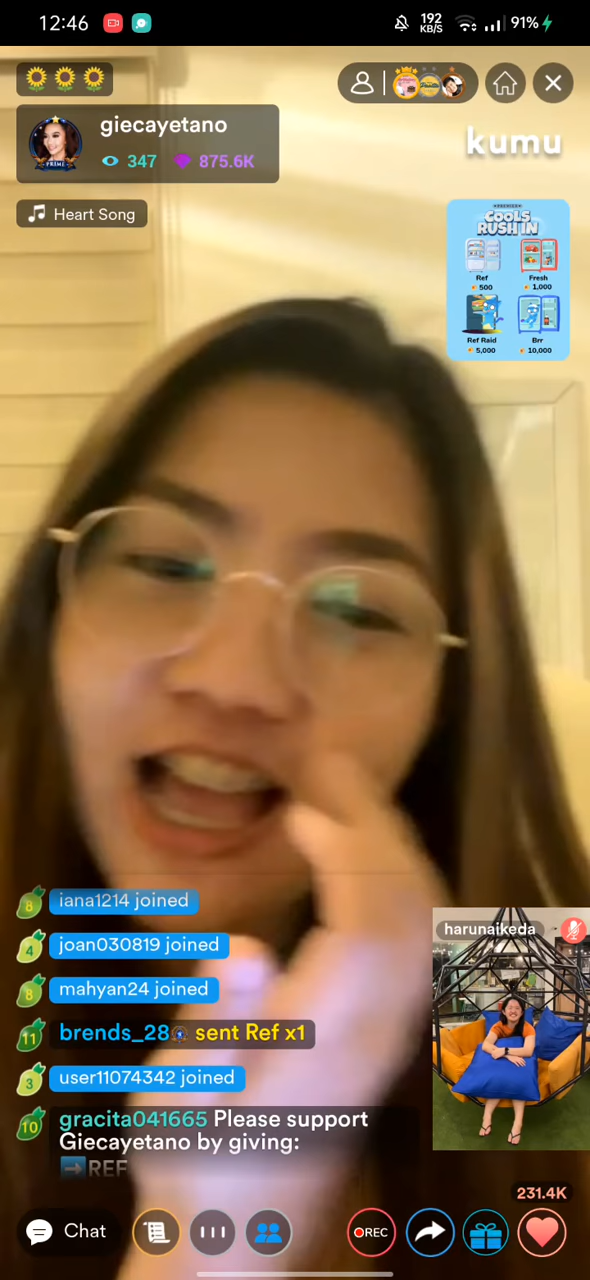 12:46
192
KB/S
91%
giecayetano
PRIME
347
875.6K
kumu
Heart Song
COOLS
RUSH IN
Ref
500
Fresh
1,000
Ref Raid
5,000
Brr
10,000
8
iana1214 joined
4
joan030819 joined
8
mahyan24 joined
11
brends_28 sent Ref x1
3
user11074342 joined
10
gracita041665 Please support
Giecayetano by giving:
➡️REF
harunaikeda
231.4K
Chat
REC